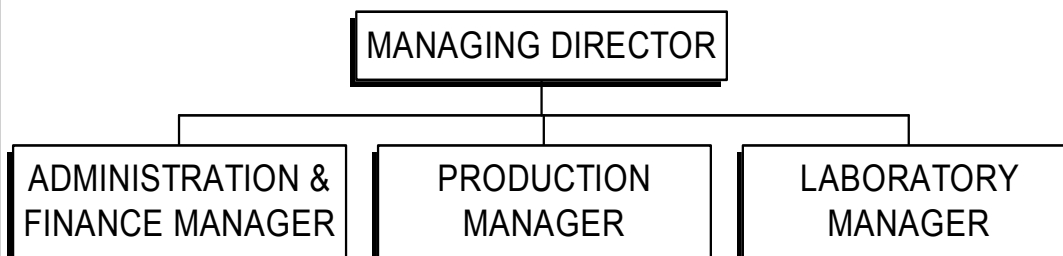 MANAGING DIRECTOR
ADMINISTRATION &
FINANCE MANAGER
PRODUCTION
MANAGER
LABORATORY
MANAGER